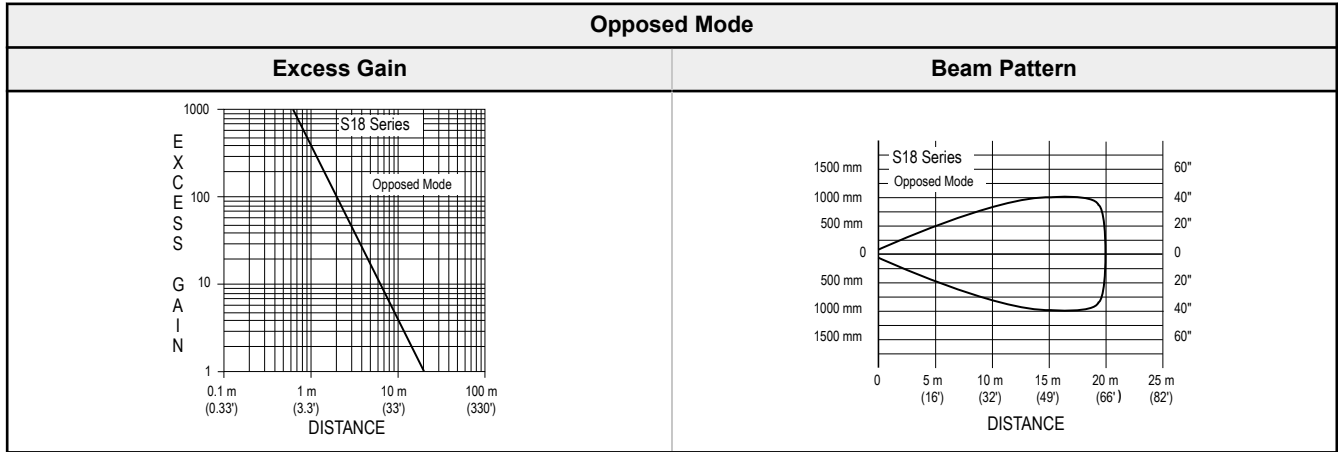 Opposed Mode
Excess Gain
Beam Pattern
1000
100
10
1
EXCESS GAIN
S18 Series
Opposed Mode
0.1 m 1 m 10 m 100 m
(0.33') (3.3') (33') (330')
DISTANCE
S18 Series
Opposed Mode
1500 mm 60"
1000 mm 40"
500 mm 20"
0 0
500 mm 20"
1000 mm 40"
1500 mm 60"
0 5 m 10 m 15 m 20 m 25 m
(16') (32') (49') (66') (82')
DISTANCE